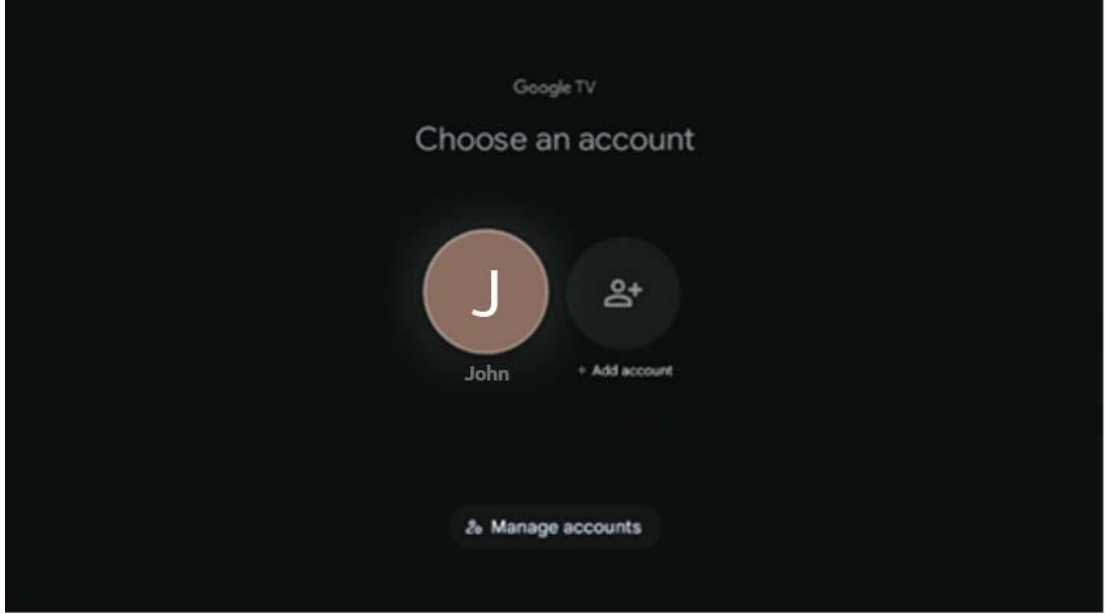 Google TV
Choose an account
J
John
+ Add account
Manage accounts